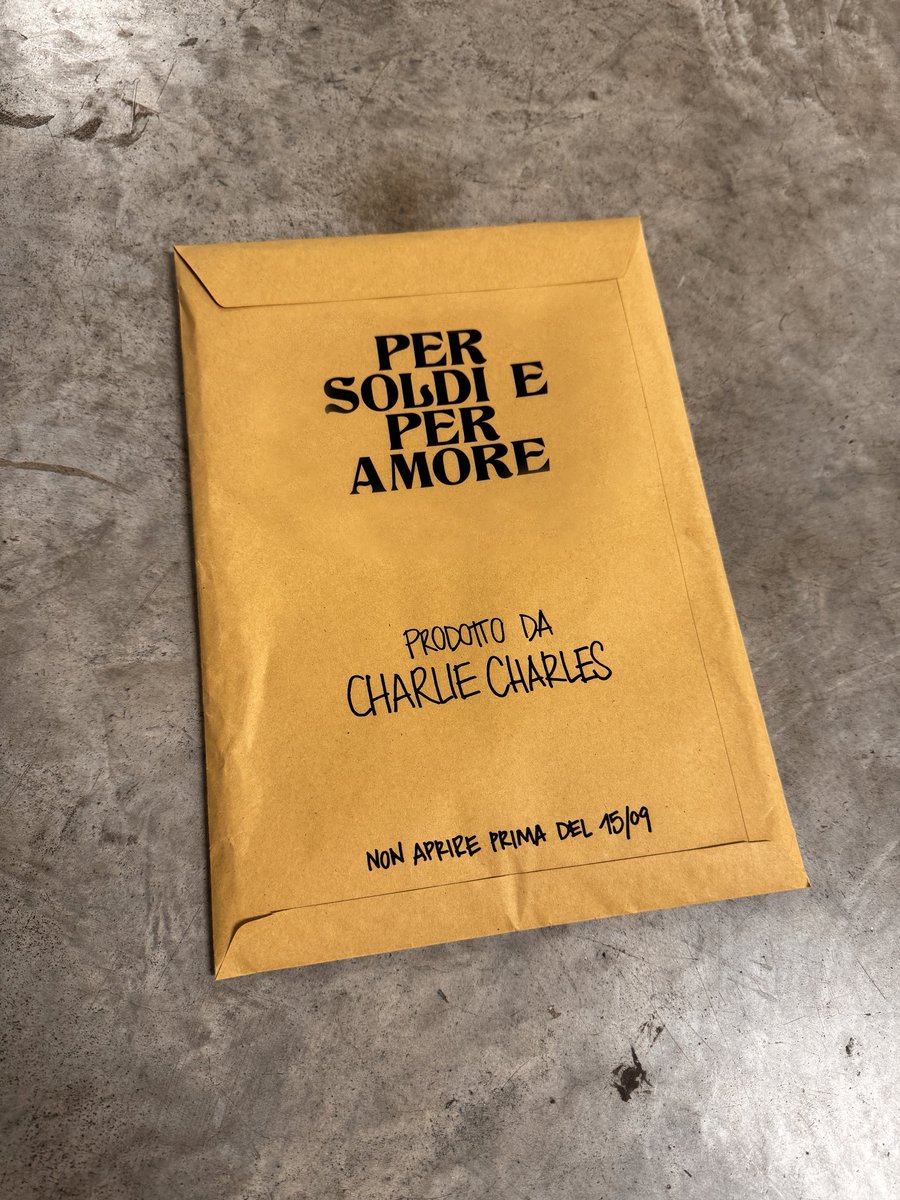 PER
SOLDI E
PER
AMORE
PRODOTTO DA
CHARLIE CHARLES
NON APRIRE PRIMA DEL 15/09